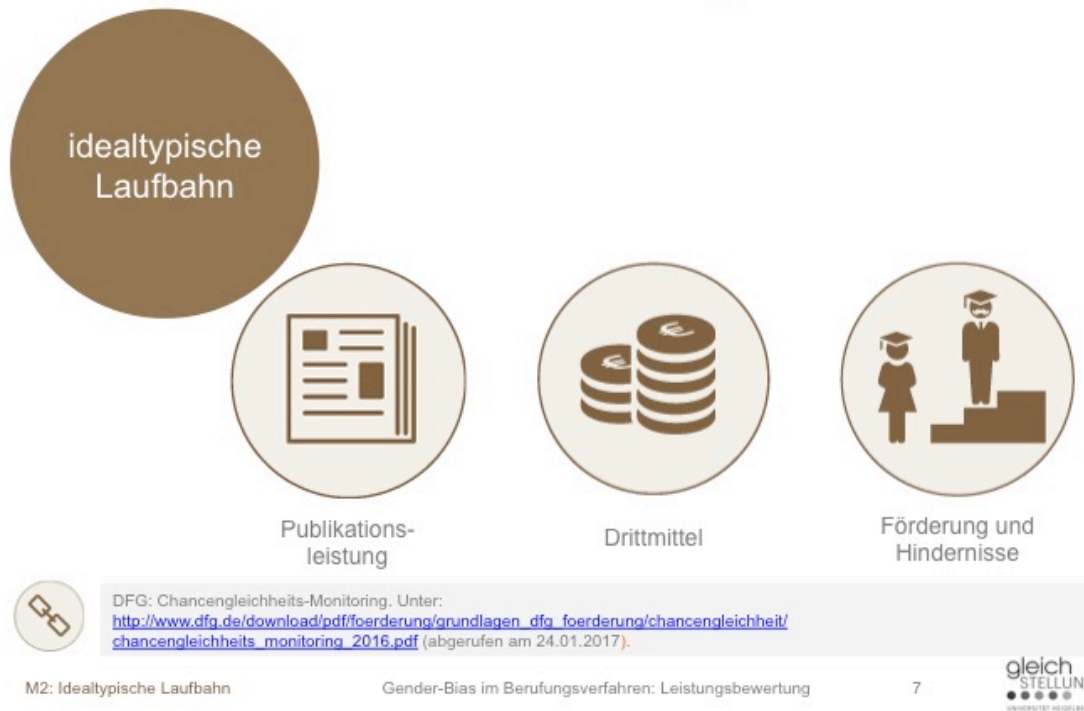 idealtypische
Laufbahn
Publikations-
leistung
Drittmittel
Förderung und
Hindernisse
DFG: Chancengleichheits-Monitoring. Unter:
http://www.dfg.de/download/pdf/foerderung/grundlagen_dfg_foerderung/chancengleichheit/
chancengleichheits_monitoring_2016.pdf (abgerufen am 24.01.2017).
M2: Idealtypische Laufbahn
Gender-Bias im Berufungsverfahren: Leistungsbewertung
7
gleich
STELLUN
UNIVERSITÄT HEIDELBE